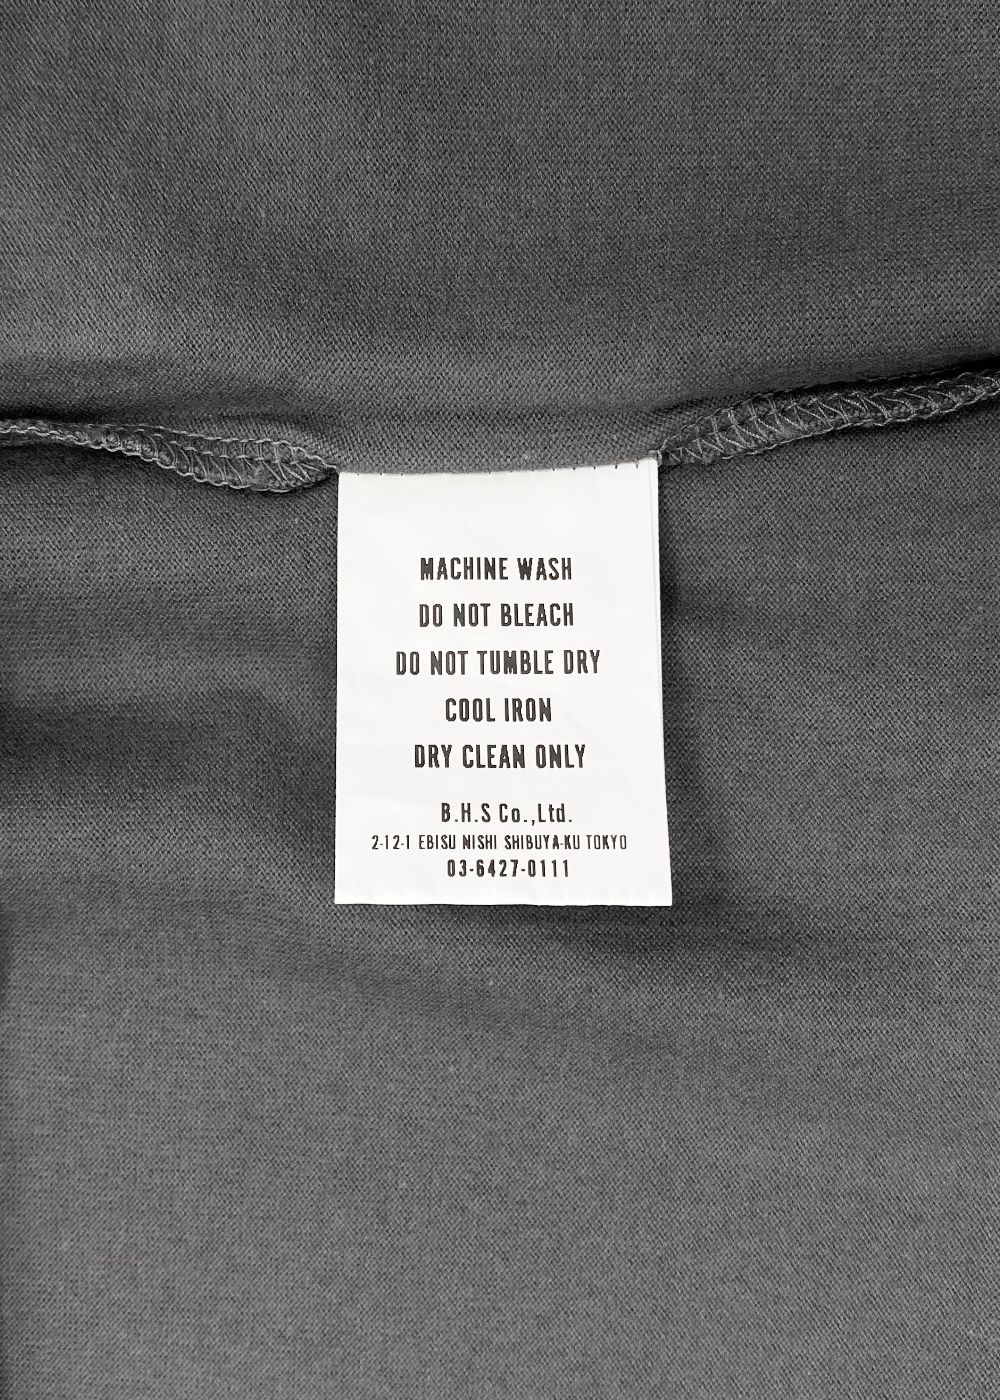 MACHINE WASH
DO NOT BLEACH
DO NOT TUMBLE DRY
COOL IRON
DRY CLEAN ONLY
B.H.S Co.,Ltd.
2-12-1 EBISU NISHI SHIBUYA-KU TOKYO
03-6427-0111